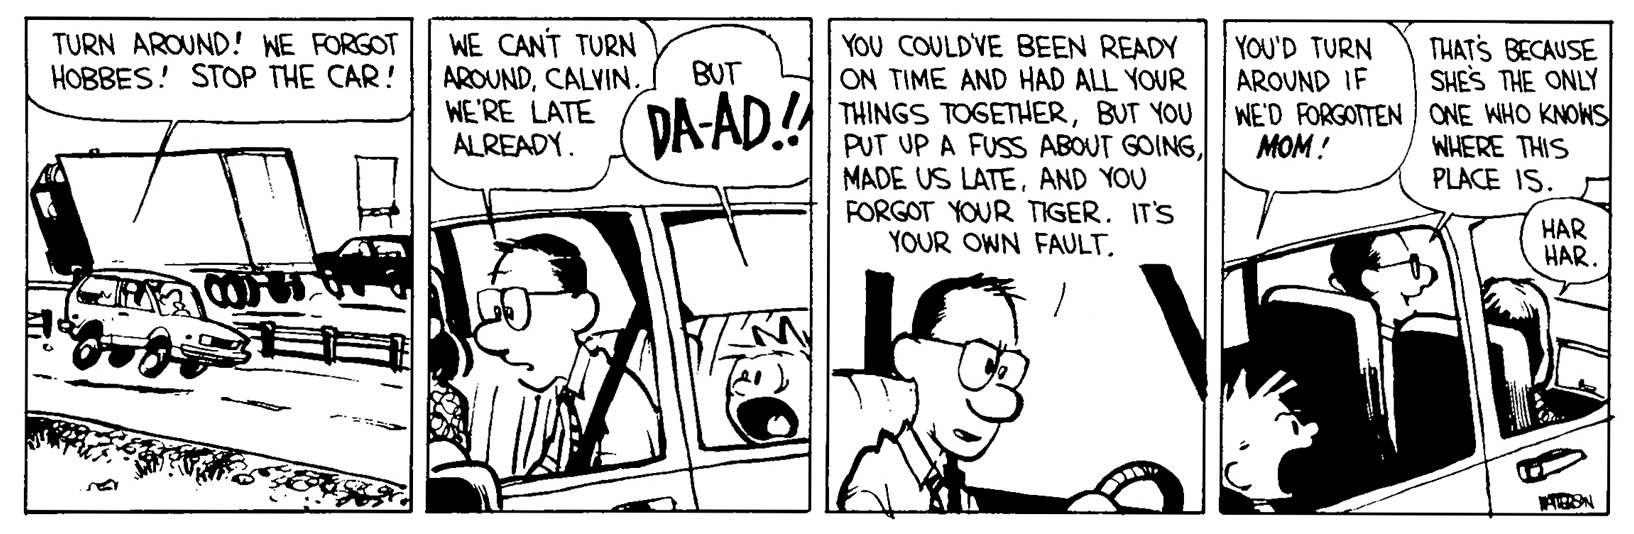 TURN AROUND! WE FORGOT
HOBBES! STOP THE CAR!
WE CAN'T TURN
AROUND, CALVIN.
WE'RE LATE
ALREADY.
BUT
DA-AD!!
YOU COULD'VE BEEN READY
ON TIME AND HAD ALL YOUR
THINGS TOGETHER, BUT YOU
PUT UP A FUSS ABOUT GOING,
MADE US LATE, AND YOU
FORGOT YOUR TIGER. IT'S
YOUR OWN FAULT.
YOU'D TURN
AROUND IF
WE'D FORGOTTEN
MOM!
THAT'S BECAUSE
SHE'S THE ONLY
ONE WHO KNOWS
WHERE THIS
PLACE IS.
HAR
HAR.
WATTERSON